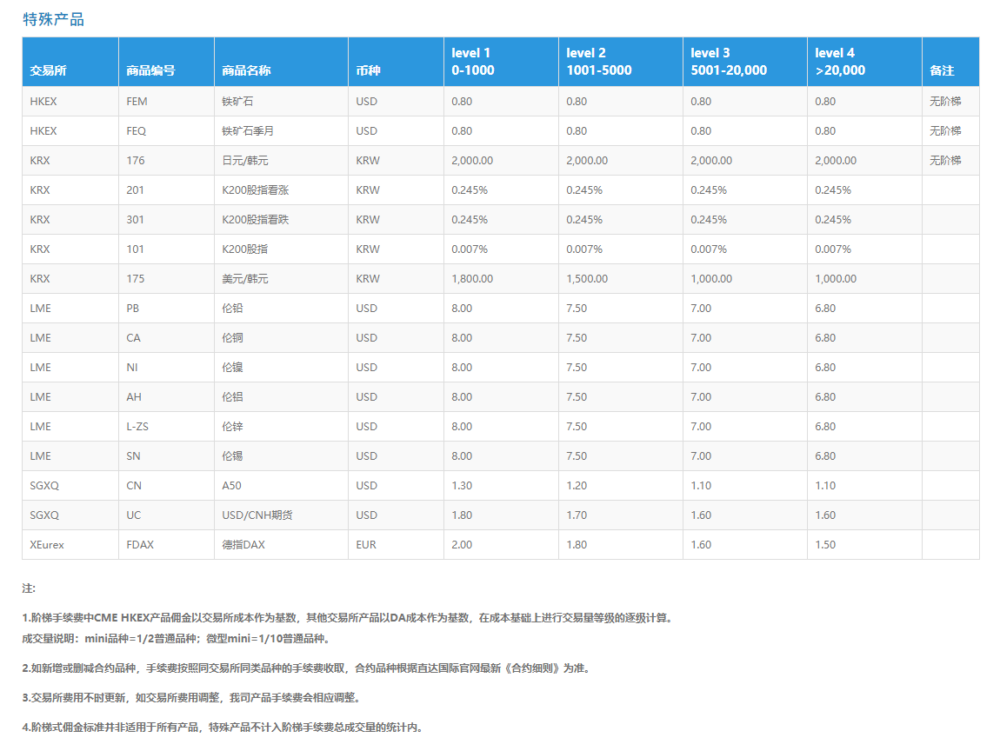 特殊产品
交易所 商品编号 商品名称 币种 level 1 0-1000 level 2 1001-5000 level 3 5001-20,000 level 4 >20,000 备注
HKEX FEM 铁矿石 USD 0.80 0.80 0.80 0.80 无阶梯
HKEX FEQ 铁矿石季月 USD 0.80 0.80 0.80 0.80 无阶梯
KRX 176 日元/韩元 KRW 2,000.00 2,000.00 2,000.00 2,000.00 无阶梯
KRX 201 K200股指看涨 KRW 0.245% 0.245% 0.245% 0.245%
KRX 301 K200股指看跌 KRW 0.245% 0.245% 0.245% 0.245%
KRX 101 K200股指 KRW 0.007% 0.007% 0.007% 0.007%
KRX 175 美元/韩元 KRW 1,800.00 1,500.00 1,000.00 1,000.00
LME PB 伦铅 USD 8.00 7.50 7.00 6.80
LME CA 伦铜 USD 8.00 7.50 7.00 6.80
LME NI 伦镍 USD 8.00 7.50 7.00 6.80
LME AH 伦铝 USD 8.00 7.50 7.00 6.80
LME L-ZS 伦锌 USD 8.00 7.50 7.00 6.80
LME SN 伦锡 USD 8.00 7.50 7.00 6.80
SGXQ CN A50 USD 1.30 1.20 1.10 1.10
SGXQ UC USD/CNH期货 USD 1.80 1.70 1.60 1.60
XEurex FDAX 德指DAX EUR 2.00 1.80 1.60 1.50
注:
1.阶梯手续费中CME HKEX产品佣金以交易所成本作为基数，其他交易所产品以DA成本作为基数，在成本基础上进行交易量等级的逐级计算。
成交量说明：mini品种=1/2普通品种；微型mini=1/10普通品种。
2.如新增或删减合约品种，手续费按照同交易所同类品种的手续费收取，合约品种根据直达国际官网最新《合约细则》为准。
3.交易所费用不时更新，如交易所费用调整，我司产品手续费会相应调整。
4.阶梯式佣金标准并非适用于所有产品，特殊产品不计入阶梯手续费总成交量的统计内。